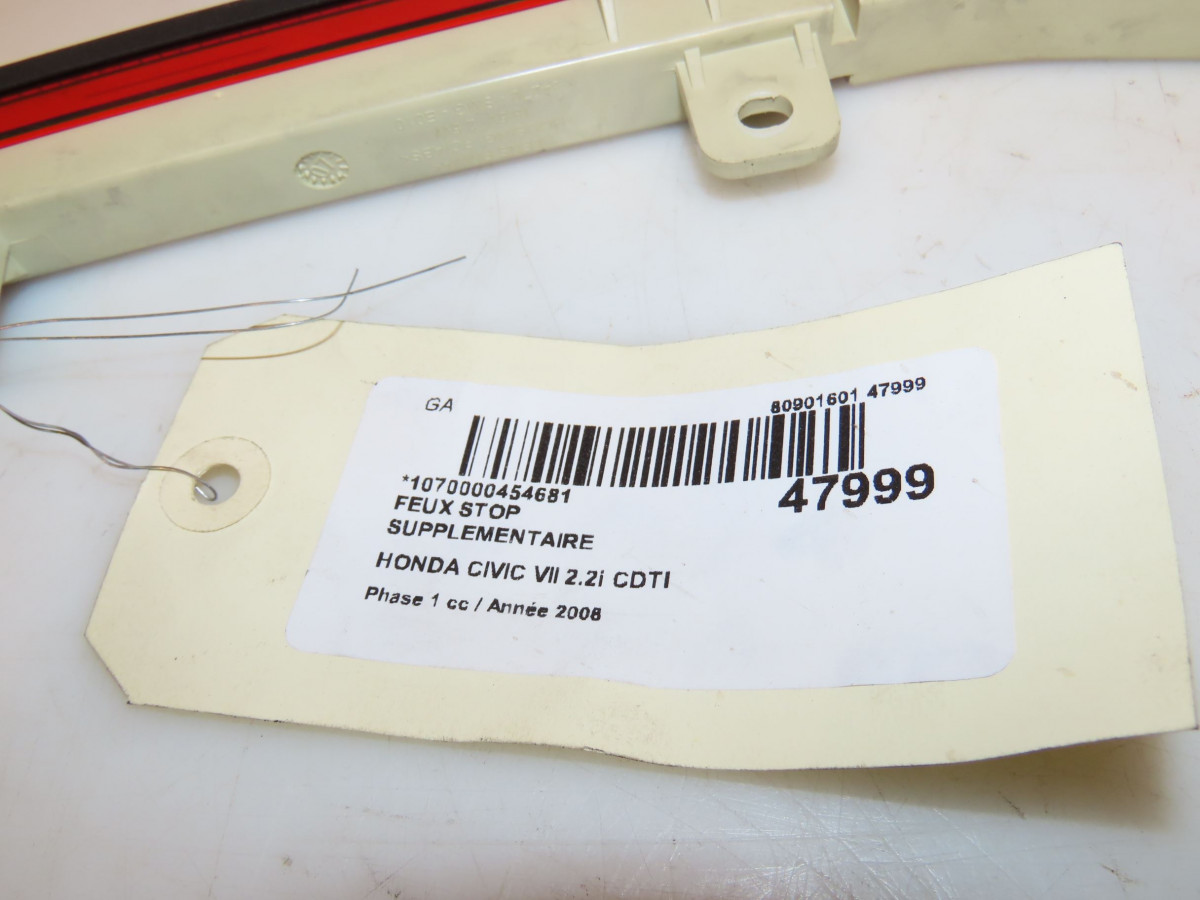 GA
80901601 47999
*1070000454681
47999
FEUX STOP
SUPPLEMENTAIRE
HONDA CIVIC VII 2.2i CDTI
Phase 1 cc / Année 2008